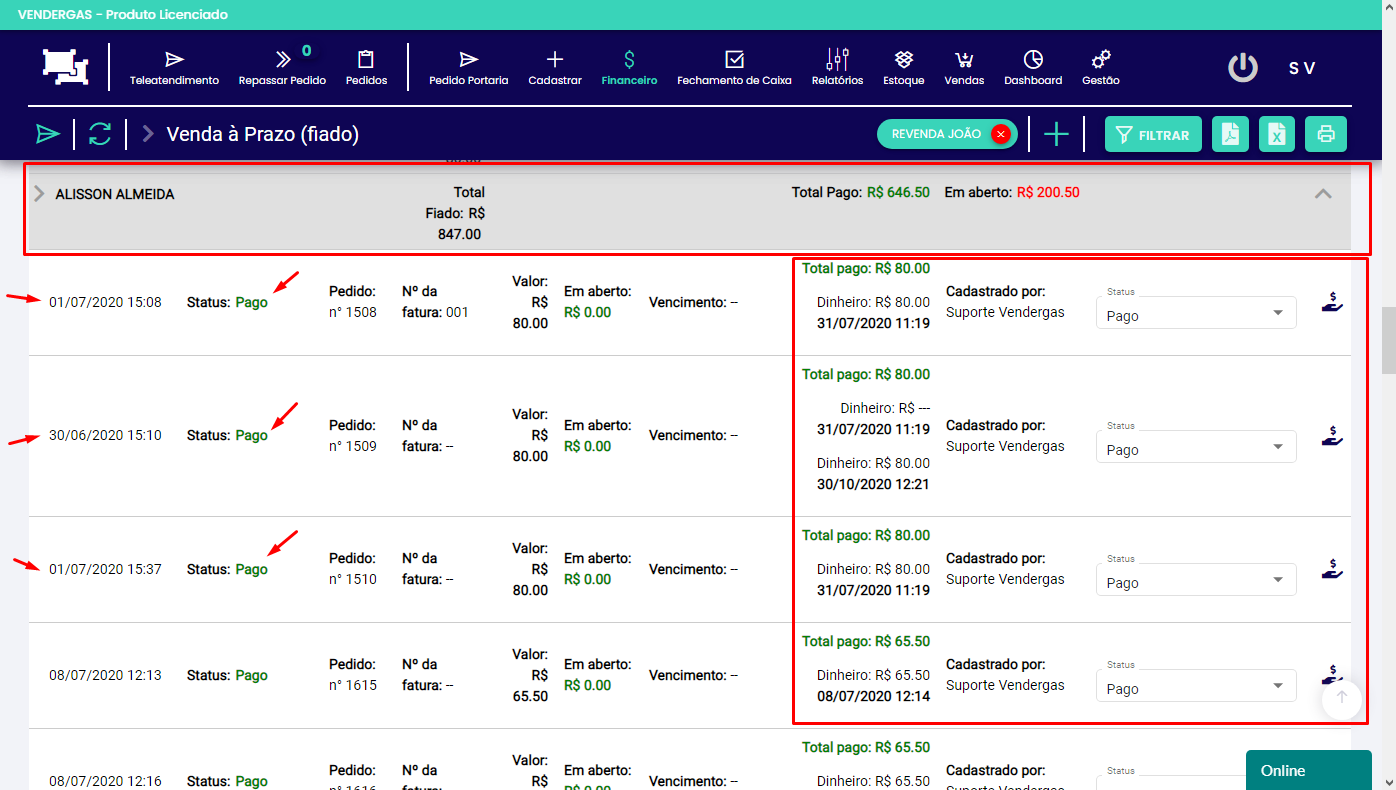 VENDERGAS - Produto Licenciado
0
Teleatendimento
Repassar Pedido
Pedidos
Pedido Portaria
Cadastrar
Financeiro
Fechamento de Caixa
Relatórios
Estoque
Vendas
Dashboard
Gestão
S V
Venda à Prazo (fiado)
REVENDA JOÃO
FILTRAR
ALISSON ALMEIDA
Total
Fiado: R$
847.00
Total Pago: R$ 646.50
Em aberto: R$ 200.50
01/07/2020 15:08
Status: Pago
Pedido:
n° 1508
Nº da
fatura: 001
Valor:
R$
80.00
Em aberto:
R$ 0.00
Vencimento: --
Total pago: R$ 80.00
Dinheiro: R$ 80.00
31/07/2020 11:19
Cadastrado por:
Suporte Vendergas
Status
Pago
30/06/2020 15:10
Status: Pago
Pedido:
n° 1509
Nº da
fatura: --
Valor:
R$
80.00
Em aberto:
R$ 0.00
Vencimento: --
Total pago: R$ 80.00
Dinheiro: R$ ---
31/07/2020 11:19
Dinheiro: R$ 80.00
30/10/2020 12:21
Cadastrado por:
Suporte Vendergas
Status
Pago
01/07/2020 15:37
Status: Pago
Pedido:
n° 1510
Nº da
fatura: --
Valor:
R$
80.00
Em aberto:
R$ 0.00
Vencimento: --
Total pago: R$ 80.00
Dinheiro: R$ 80.00
31/07/2020 11:19
Cadastrado por:
Suporte Vendergas
Status
Pago
08/07/2020 12:13
Status: Pago
Pedido:
n° 1615
Nº da
fatura: --
Valor:
R$
65.50
Em aberto:
R$ 0.00
Vencimento: --
Total pago: R$ 65.50
Dinheiro: R$ 65.50
08/07/2020 12:14
Cadastrado por:
Suporte Vendergas
Status
Pago
08/07/2020 12:16
Status: Pago
Pedido:
n° 1616
Nº da
fatura:
Valor:
R$
Em aberto:
R$ 0.00
Vencimento: --
Total pago: R$ 65.50
Dinheiro: R$ 65.50
Cadastrado por:
Suporte Vendergas
Status
Online